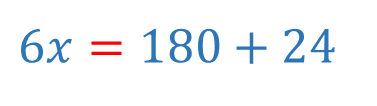 6x = 180 + 24